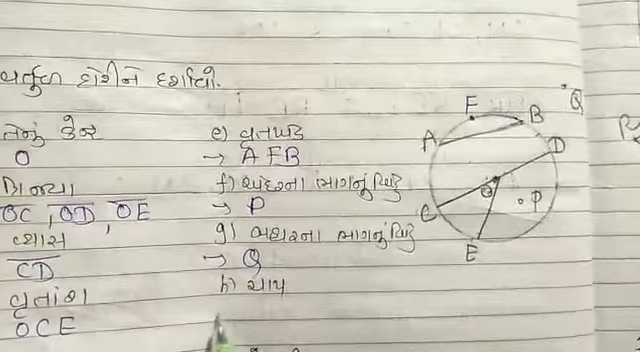 વર્તુળ દોરીને દર્શાવો.
તેનું કેન્દ્ર
O
ત્રિજ્યા
OC, OD, OE
વ્યાસ
CD
વૃતાંશ
OCE
e) વૃતખંડ
→ AFB
f) અંદરના ભાગનું બિંદુ
→ P
g) બહારના ભાગનું બિંદુ
→ Q
h) ચાપ
F
B
Q
A
D
O
P
C
E